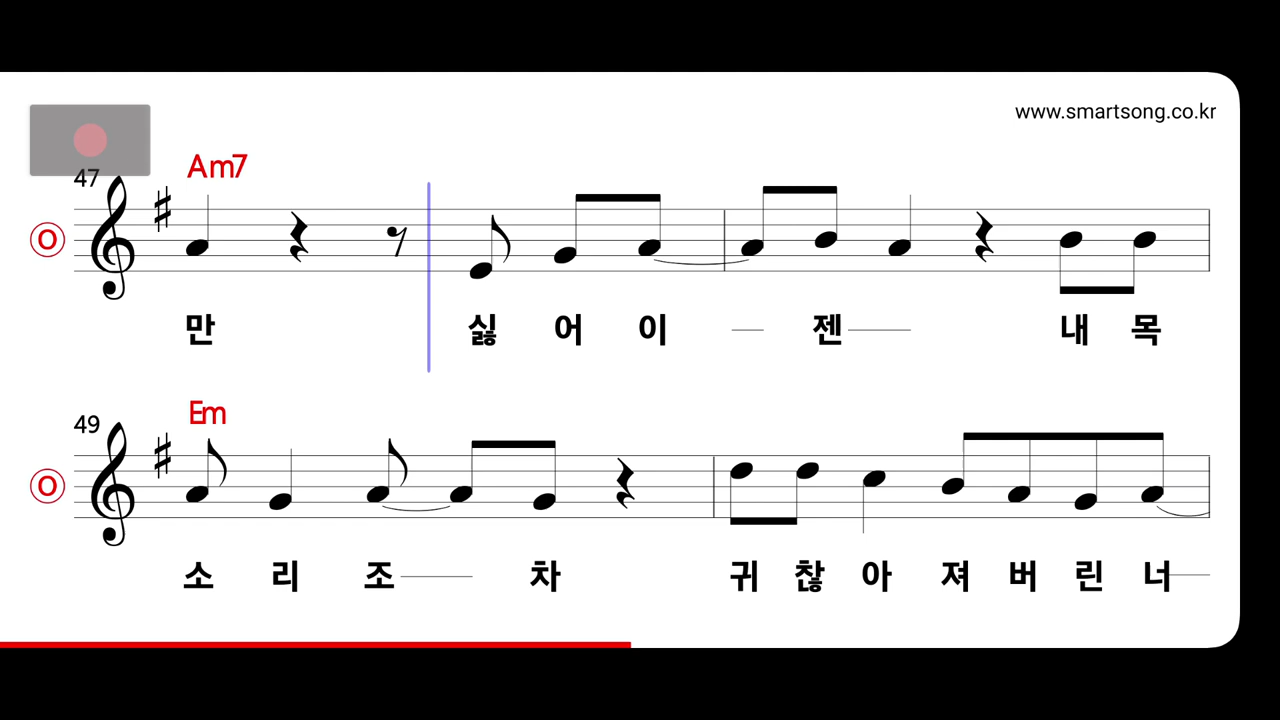 www.smartsong.co.kr
Am7
47
O
만 싫 어 이 젠 내 목
Em
49
O
소 리 조 차 귀 찮 아 져 버 린 너